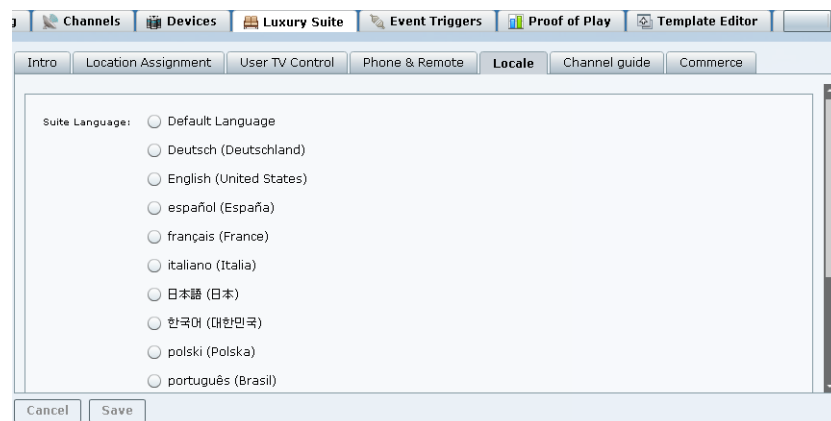 Channels Devices Luxury Suite Event Triggers Proof of Play Template Editor
Intro Location Assignment User TV Control Phone & Remote Locale Channel guide Commerce
Suite Language: Default Language
Deutsch (Deutschland)
English (United States)
español (España)
français (France)
italiano (Italia)
日本語 (日本)
한국어 (대한민국)
polski (Polska)
português (Brasil)
Cancel Save